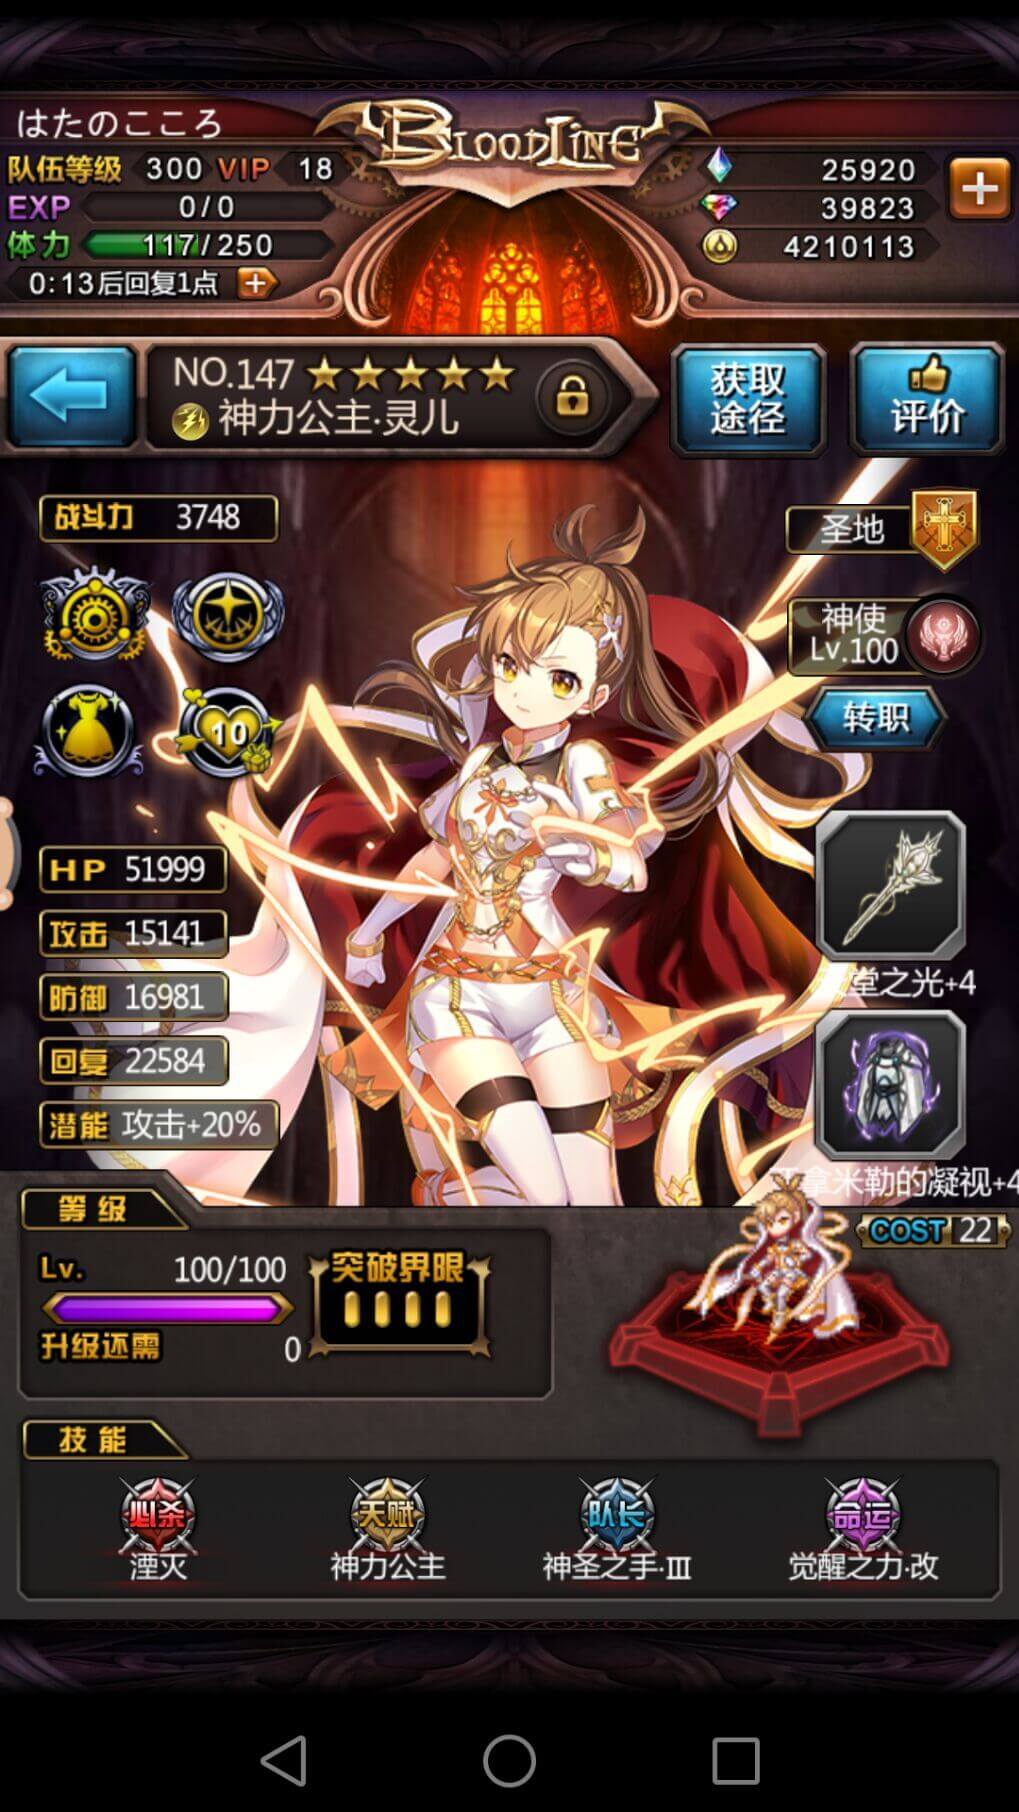 はたのこころ
BLOODLINE
队伍等级 300 VIP 18
25920
EXP 0/0
39823
体力 117/250
4210113
0:13后回复1点
NO.147
神力公主·灵儿
获取
途径
评价
战斗力 3748
圣地
神使
Lv.100
转职
10
HP 51999
攻击 15141
防御 16981
回复 22584
潜能 攻击+20%
堂之光+4
拿米勒的凝视+4
COST 22
等级
Lv. 100/100
突破界限
升级还需 0
技能
必杀
湮灭
天赋
神力公主
队长
神圣之手·Ⅲ
命运
觉醒之力·改